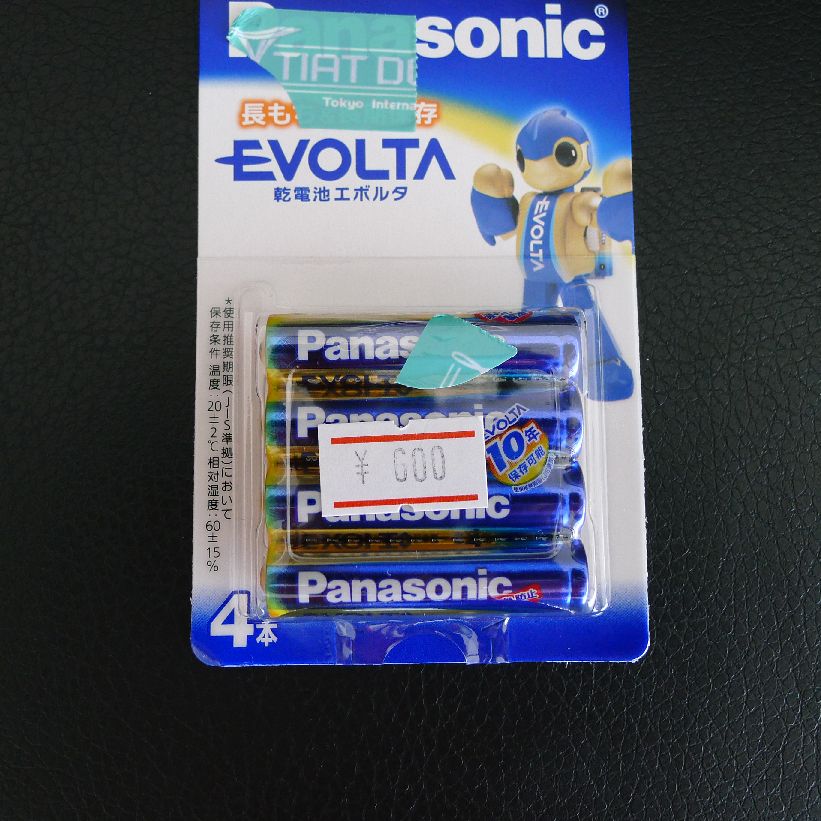 Panasonic®
TIAT DE
Tokyo Interna
長も 存
EVOLTA
乾電池エボルタ
EVOLTA
*使用推奨期限(JIS準拠)において
保存条件 温度:20±2℃ 相対湿度:60±15%
Panasonic
Panasonic
EVOLTA
10年
保存可能
¥ 600
Panasonic
Panasonic
防止
4本